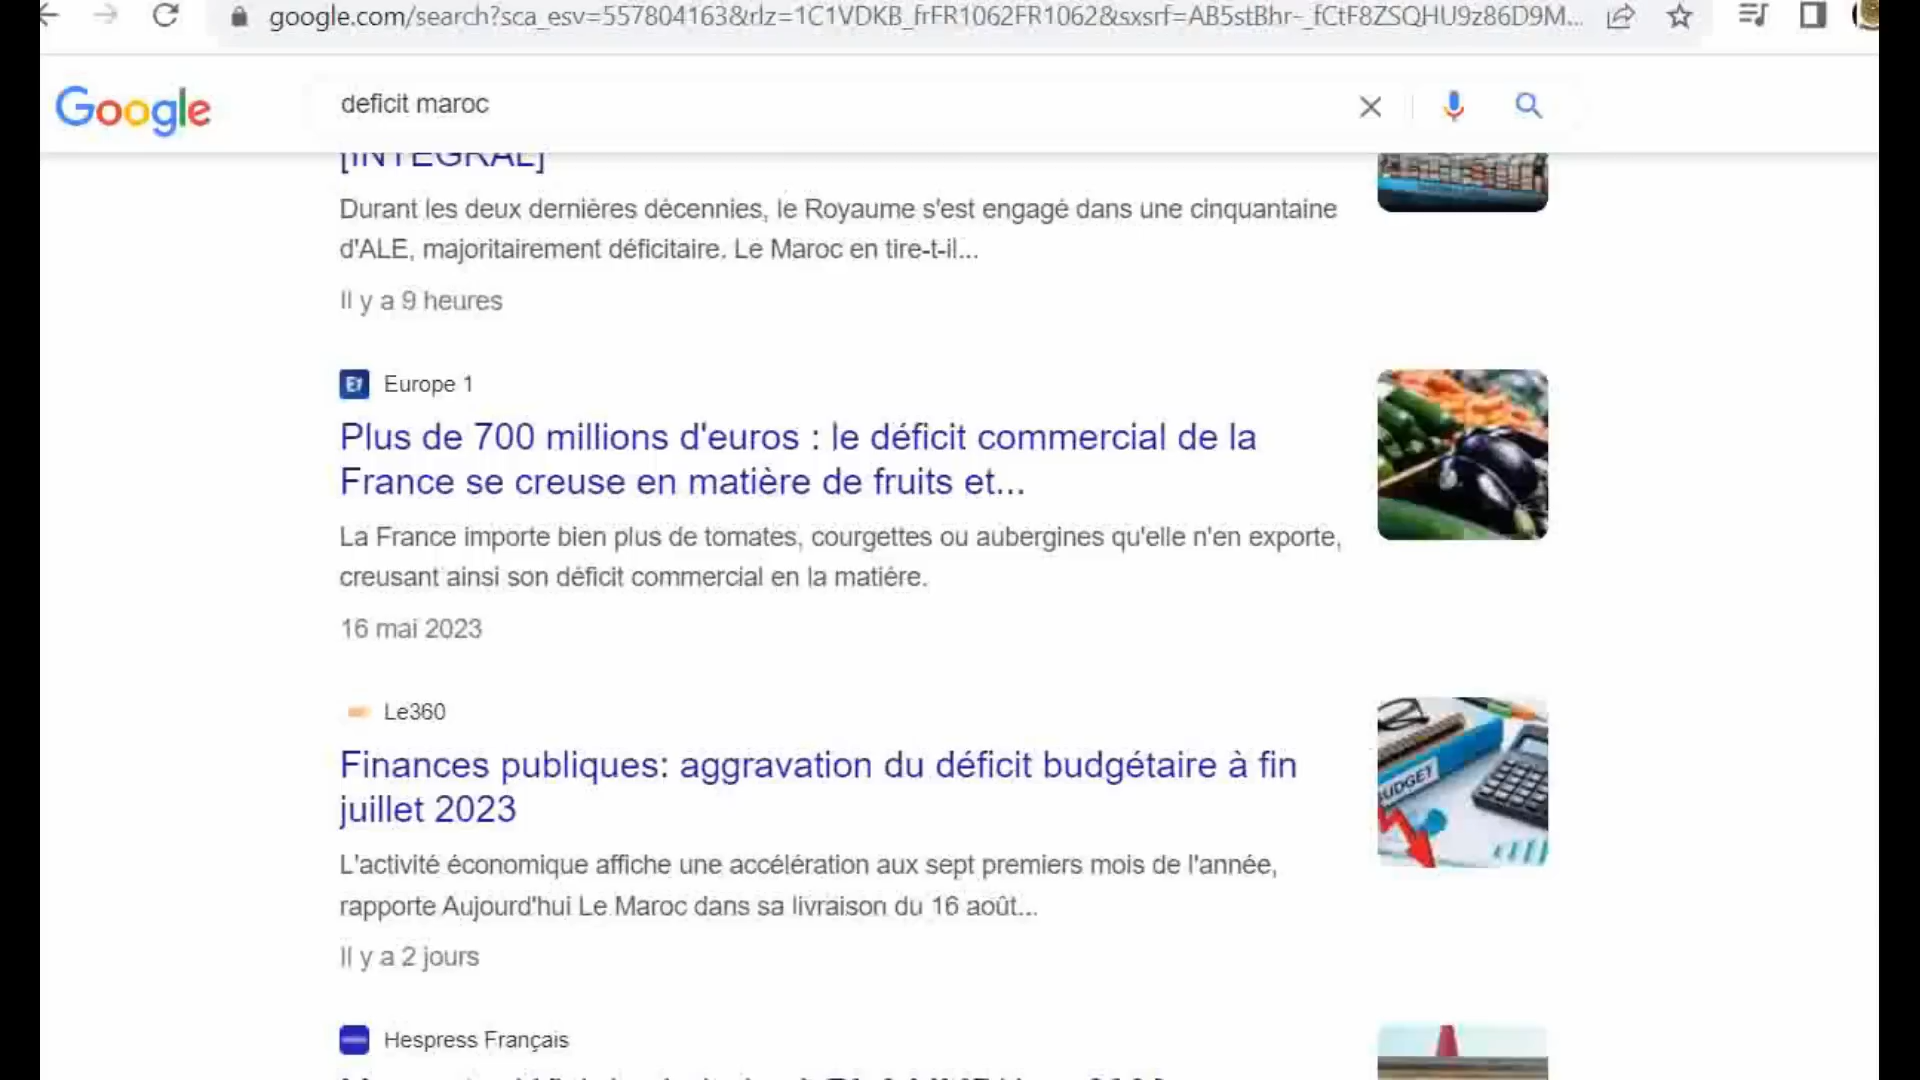 google.com/search?sca_esv=557804163&rlz=1C1VDKB_frFR1062FR1062&sxsrf=AB5stBhr-_fCtF8ZSQHU9z86D9M...
Google
deficit maroc
[INTÉGRAL]
Durant les deux dernières décennies, le Royaume s'est engagé dans une cinquantaine
d'ALE, majoritairement déficitaire. Le Maroc en tire-t-il...
Il y a 9 heures
E1 Europe 1
Plus de 700 millions d'euros : le déficit commercial de la
France se creuse en matière de fruits et...
La France importe bien plus de tomates, courgettes ou aubergines qu'elle n'en exporte,
creusant ainsi son déficit commercial en la matière.
16 mai 2023
Le360
Finances publiques: aggravation du déficit budgétaire à fin
juillet 2023
UDGET
L'activité économique affiche une accélération aux sept premiers mois de l'année,
rapporte Aujourd'hui Le Maroc dans sa livraison du 16 août...
Il y a 2 jours
Hespress Français